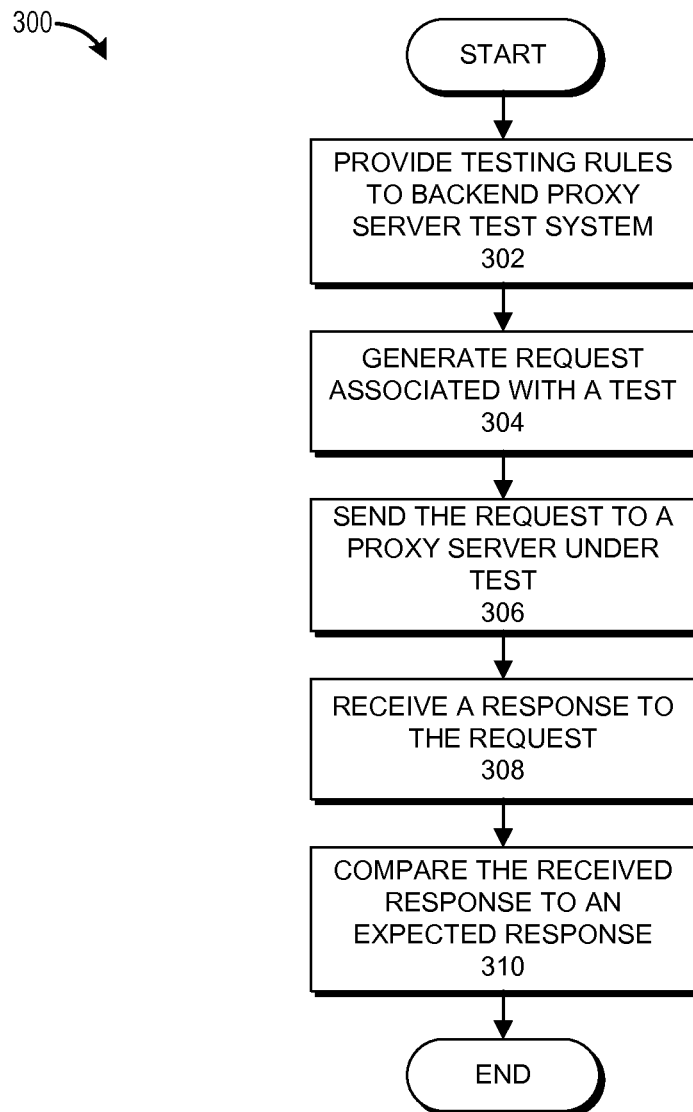 300
START
PROVIDE TESTING RULES
TO BACKEND PROXY
SERVER TEST SYSTEM
302
GENERATE REQUEST
ASSOCIATED WITH A TEST
304
SEND THE REQUEST TO A
PROXY SERVER UNDER
TEST
306
RECEIVE A RESPONSE TO
THE REQUEST
308
COMPARE THE RECEIVED
RESPONSE TO AN
EXPECTED RESPONSE
310
END